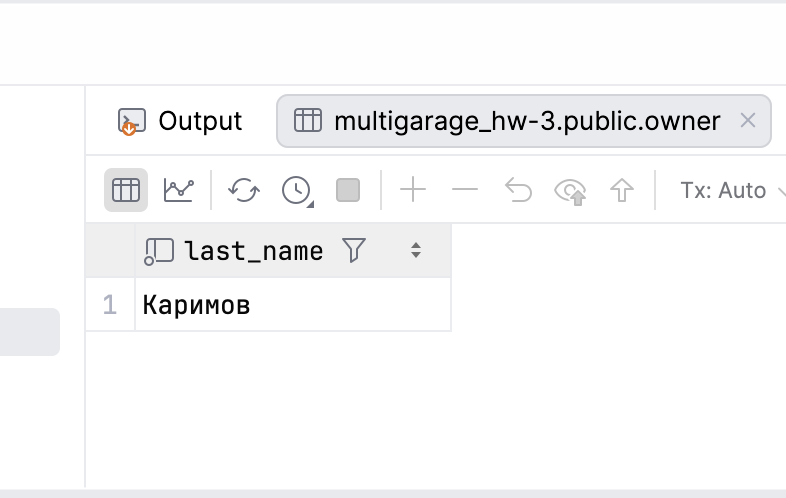 Output multigarage_hw-3.public.owner
Tx: Auto
last_name
1 Каримов